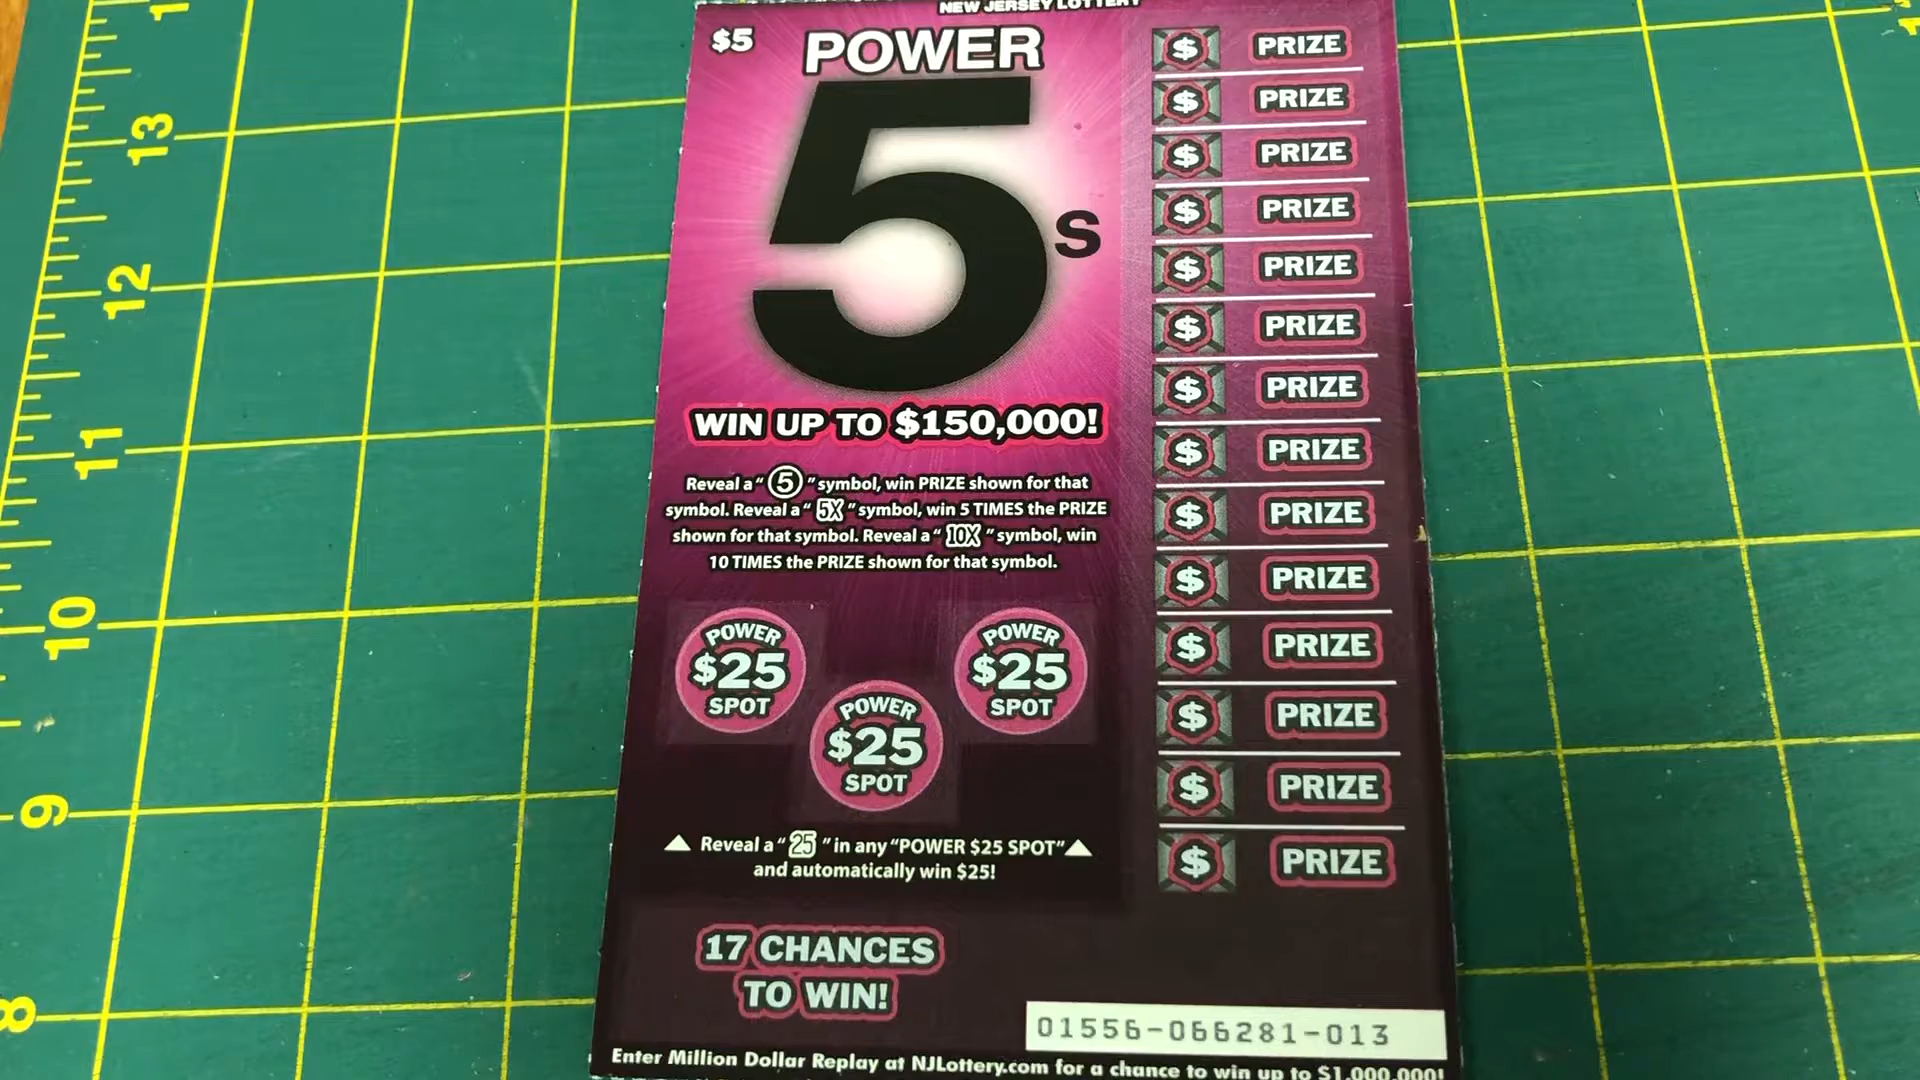 NEW JERSEY LOTTERY
$5
POWER
5s
WIN UP TO $150,000!
Reveal a "5" symbol, win PRIZE shown for that
symbol. Reveal a "5X" symbol, win 5 TIMES the PRIZE
shown for that symbol. Reveal a "10X" symbol, win
10 TIMES the PRIZE shown for that symbol.
POWER
$25
SPOT
POWER
$25
SPOT
POWER
$25
SPOT
Reveal a "25" in any "POWER $25 SPOT"
and automatically win $25!
17 CHANCES
TO WIN!
$ PRIZE
$ PRIZE
$ PRIZE
$ PRIZE
$ PRIZE
$ PRIZE
$ PRIZE
$ PRIZE
$ PRIZE
$ PRIZE
$ PRIZE
$ PRIZE
$ PRIZE
$ PRIZE
01556-066281-013
Enter Million Dollar Replay at NJLottery.com for a chance to win up to $1,000,000!
13
12
11
10
9
8